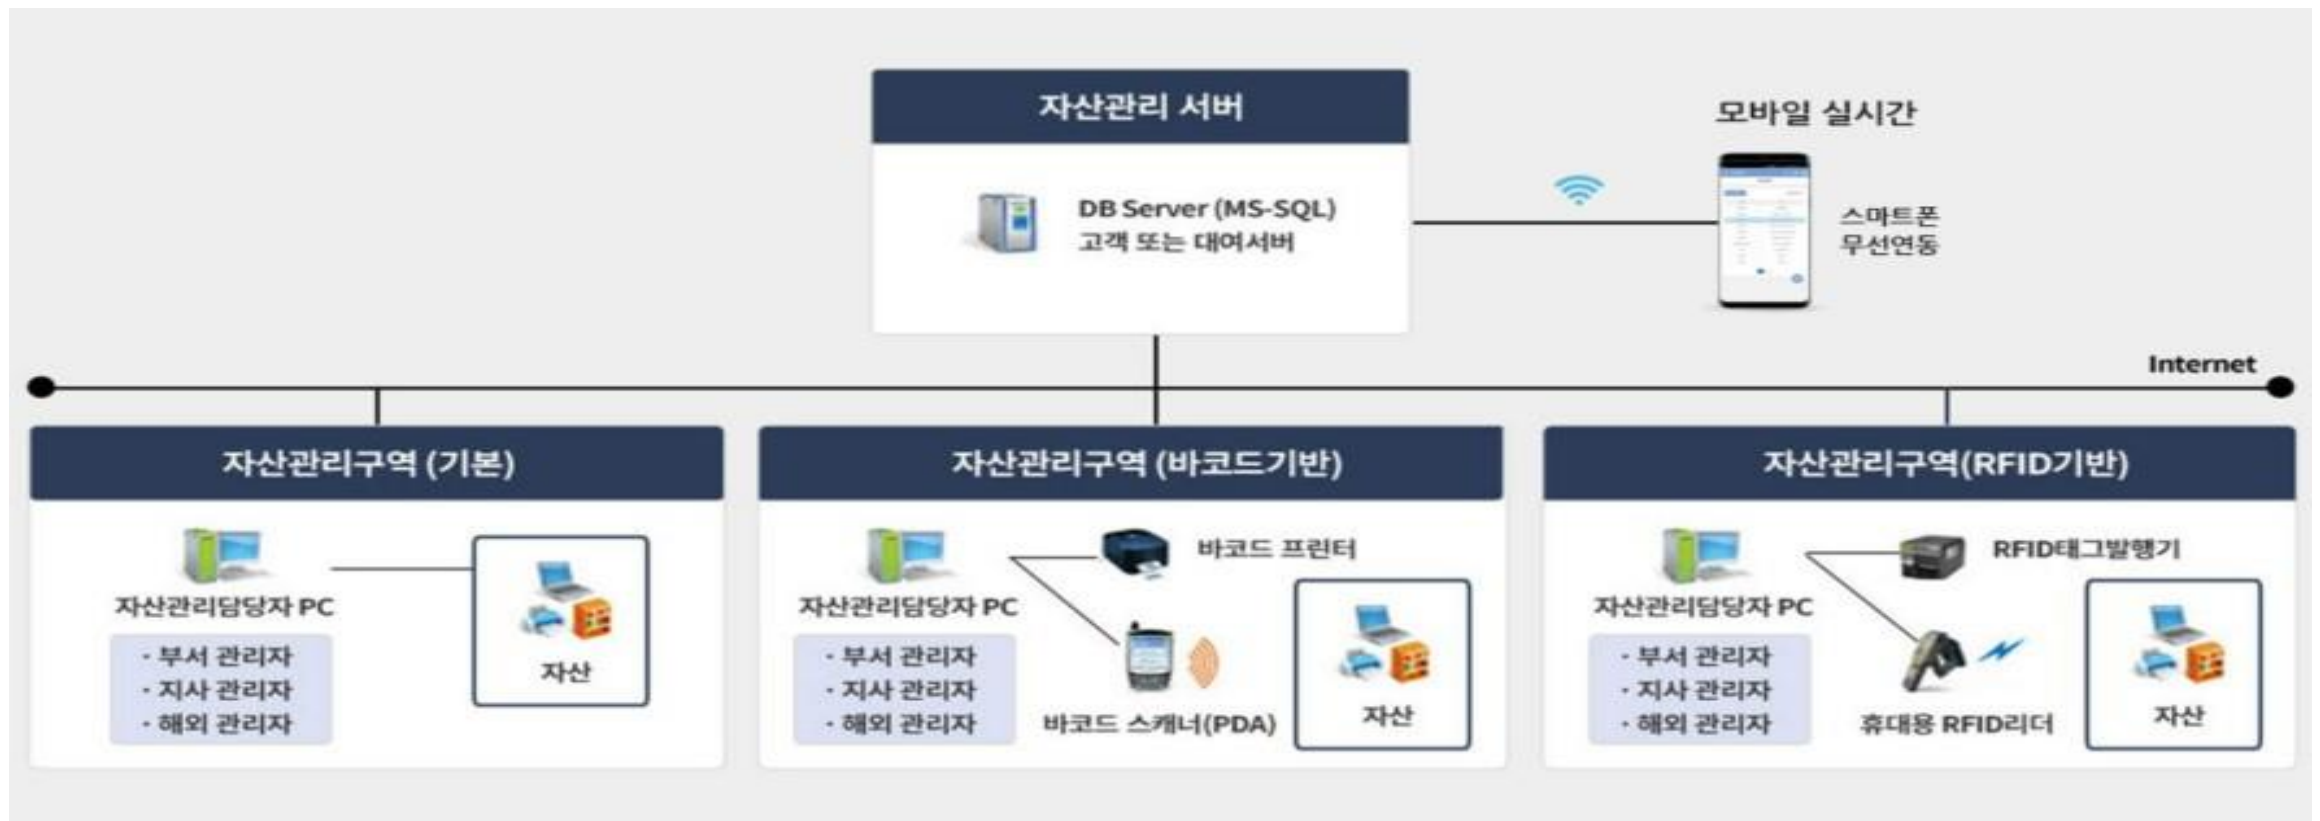 자산관리 서버
DB Server (MS-SQL)
고객 또는 대여서버
모바일 실시간
스마트폰
무선연동
Internet
자산관리구역 (기본)
자산관리담당자 PC
· 부서 관리자
· 지사 관리자
· 해외 관리자
자산
자산관리구역 (바코드기반)
바코드 프린터
자산관리담당자 PC
· 부서 관리자
· 지사 관리자
· 해외 관리자
바코드 스캐너(PDA)
자산
자산관리구역(RFID기반)
RFID태그발행기
자산관리담당자 PC
· 부서 관리자
· 지사 관리자
· 해외 관리자
휴대용 RFID리더
자산